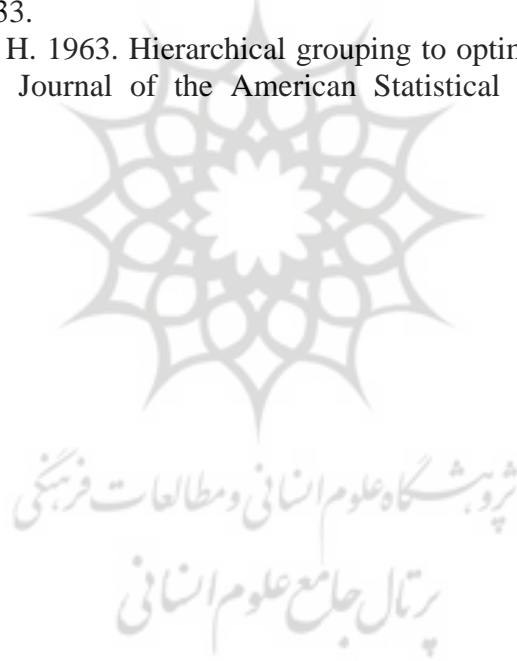 33.
H. 1963. Hierarchical grouping to optim
Journal of the American Statistical
پژوهشگاه علوم انسانی و مطالعات فرهنگی
پرتال جامع علوم انسانی